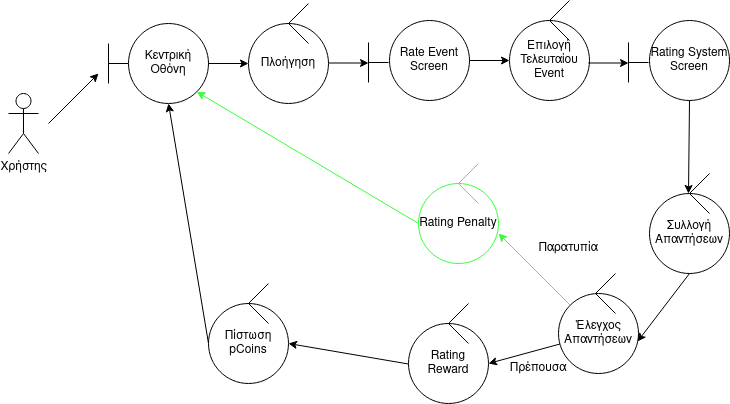 Κεντρική
Οθόνη
Πλοήγηση
Rate Event
Screen
Επιλογή
Τελευταίου
Event
Rating System
Screen
Χρήστης
Συλλογή
Απαντήσεων
Rating Penalty
Παρατυπία
Έλεγχος
Απαντήσεων
Πρέπουσα
Rating
Reward
Πίστωση
pCoins